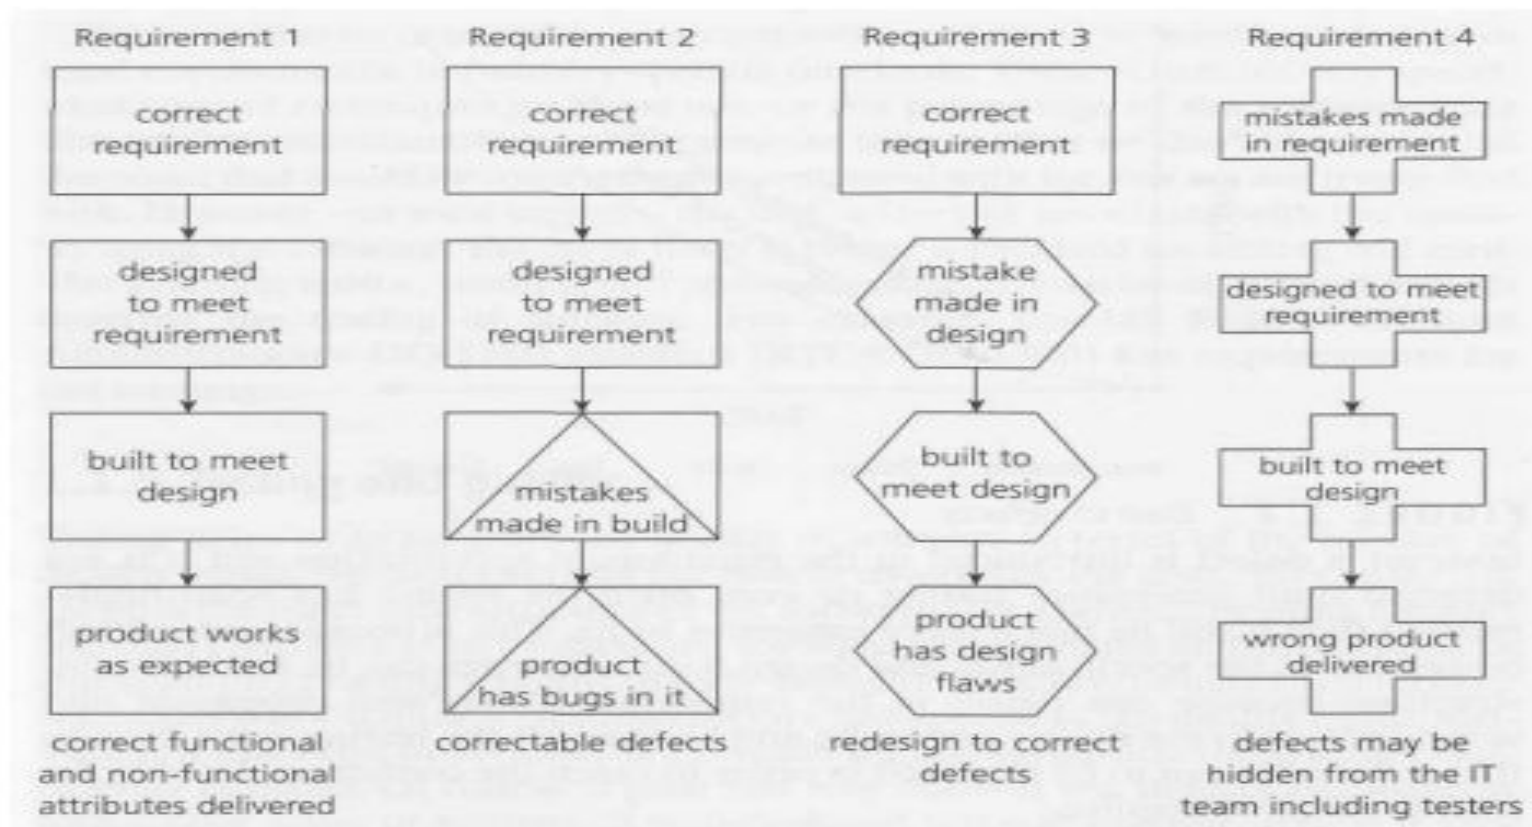 Requirement 1
correct
requirement
designed
to meet
requirement
built to meet
design
product works
as expected
correct functional
and non-functional
attributes delivered
Requirement 2
correct
requirement
designed
to meet
requirement
mistakes
made in build
product
has bugs in it
correctable defects
Requirement 3
correct
requirement
mistake
made in
design
built to
meet design
product
has design
flaws
redesign to correct
defects
Requirement 4
mistakes made
in requirement
designed to meet
requirement
built to meet
design
wrong product
delivered
defects may be
hidden from the IT
team including testers